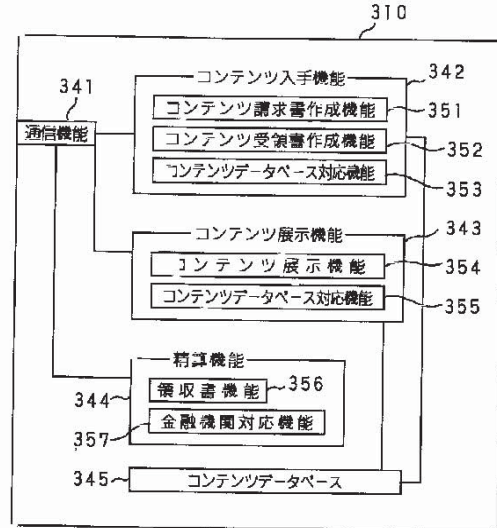 310
341
通信機能
コンテンツ入手機能
342
コンテンツ請求書作成機能
351
コンテンツ受領書作成機能
352
コンテンツデータベース対応機能
353
コンテンツ展示機能
343
コンテンツ展示機能
354
コンテンツデータベース対応機能
355
精算機能
344
領収書機能
356
357
金融機関対応機能
345
コンテンツデータベース